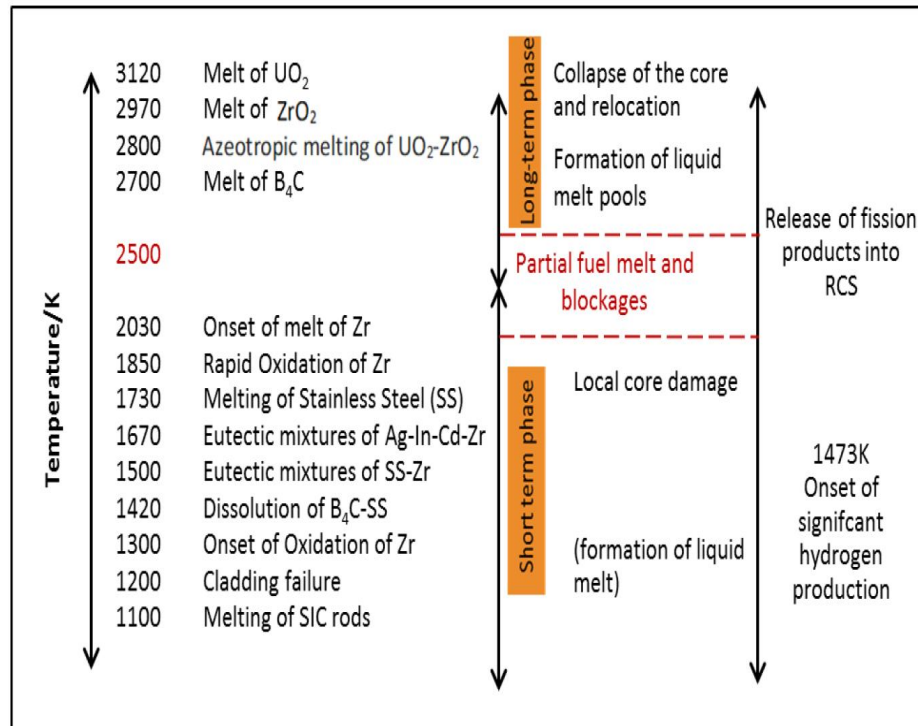 Temperature/K
3120 Melt of UO₂
2970 Melt of ZrO₂
2800 Azeotropic melting of UO₂-ZrO₂
2700 Melt of B₄C
2500
2030 Onset of melt of Zr
1850 Rapid Oxidation of Zr
1730 Melting of Stainless Steel (SS)
1670 Eutectic mixtures of Ag-In-Cd-Zr
1500 Eutectic mixtures of SS-Zr
1420 Dissolution of B₄C-SS
1300 Onset of Oxidation of Zr
1200 Cladding failure
1100 Melting of SIC rods
Long-term phase
Collapse of the core
and relocation
Formation of liquid
melt pools
Partial fuel melt and
blockages
Short term phase
Local core damage
(formation of liquid
melt)
Release of fission
products into
RCS
1473K
Onset of
signifcant
hydrogen
production